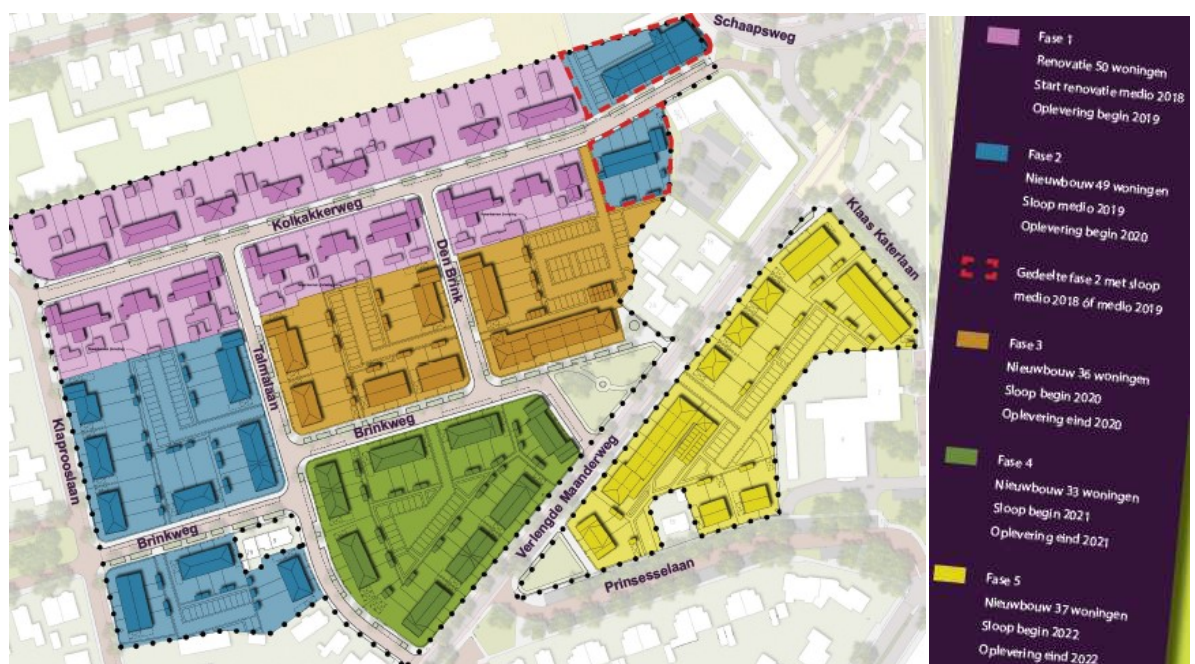 Schaapsweg
Klaas Katerlaan
Kolkakkerweg
Den Brink
Talmalaan
Klaprooslaan
Brinkweg
Brinkweg
Verlengde Maanderweg
Prinsesselaan
Fase 1
Renovatie 50 woningen
Start renovatie medio 2018
Oplevering begin 2019
Fase 2
Nieuwbouw 49 woningen
Sloop medio 2019
Oplevering begin 2020
Gedeelte fase 2 met sloop
medio 2018 óf medio 2019
Fase 3
Nieuwbouw 36 woningen
Sloop begin 2020
Oplevering eind 2020
Fase 4
Nieuwbouw 33 woningen
Sloop begin 2021
Oplevering eind 2021
Fase 5
Nieuwbouw 37 woningen
Sloop begin 2022
Oplevering eind 2022